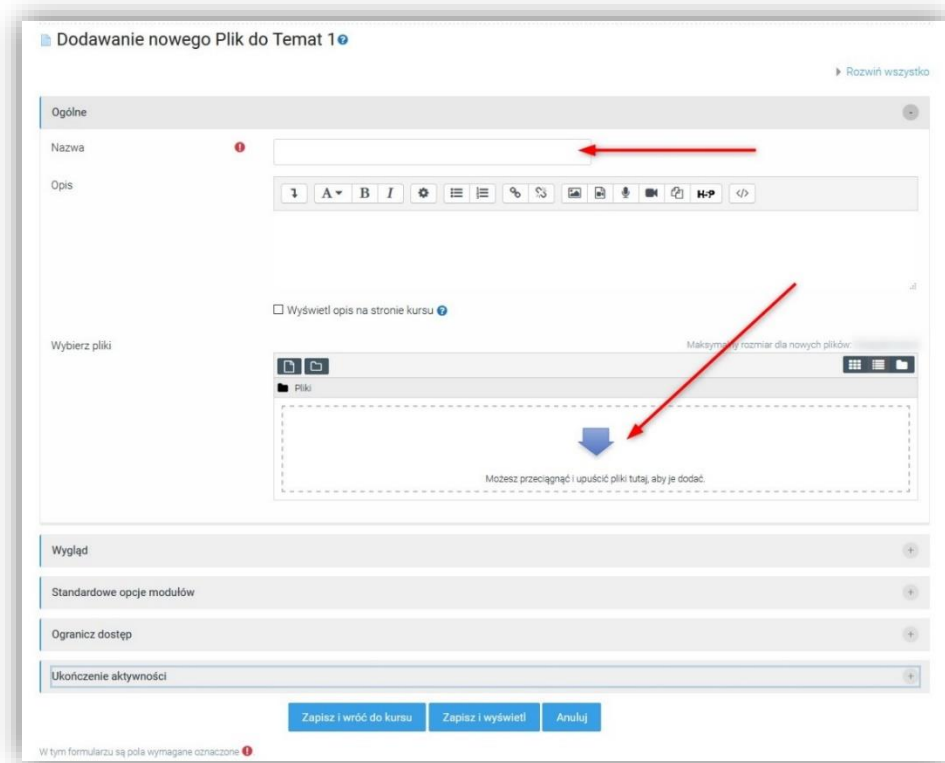 Dodawanie nowego Plik do Temat 1
Rozwiń wszystko
Ogólne
Nazwa
Opis
A B I H-P </>
Wyświetl opis na stronie kursu
Wybierz pliki
Maksymalny rozmiar dla nowych plików:
Pliki
Możesz przeciągnąć i upuścić pliki tutaj, aby je dodać.
Wygląd
Standardowe opcje modułów
Ogranicz dostęp
Ukończenie aktywności
Zapisz i wróć do kursu Zapisz i wyświetl Anuluj
W tym formularzu są pola wymagane oznaczone